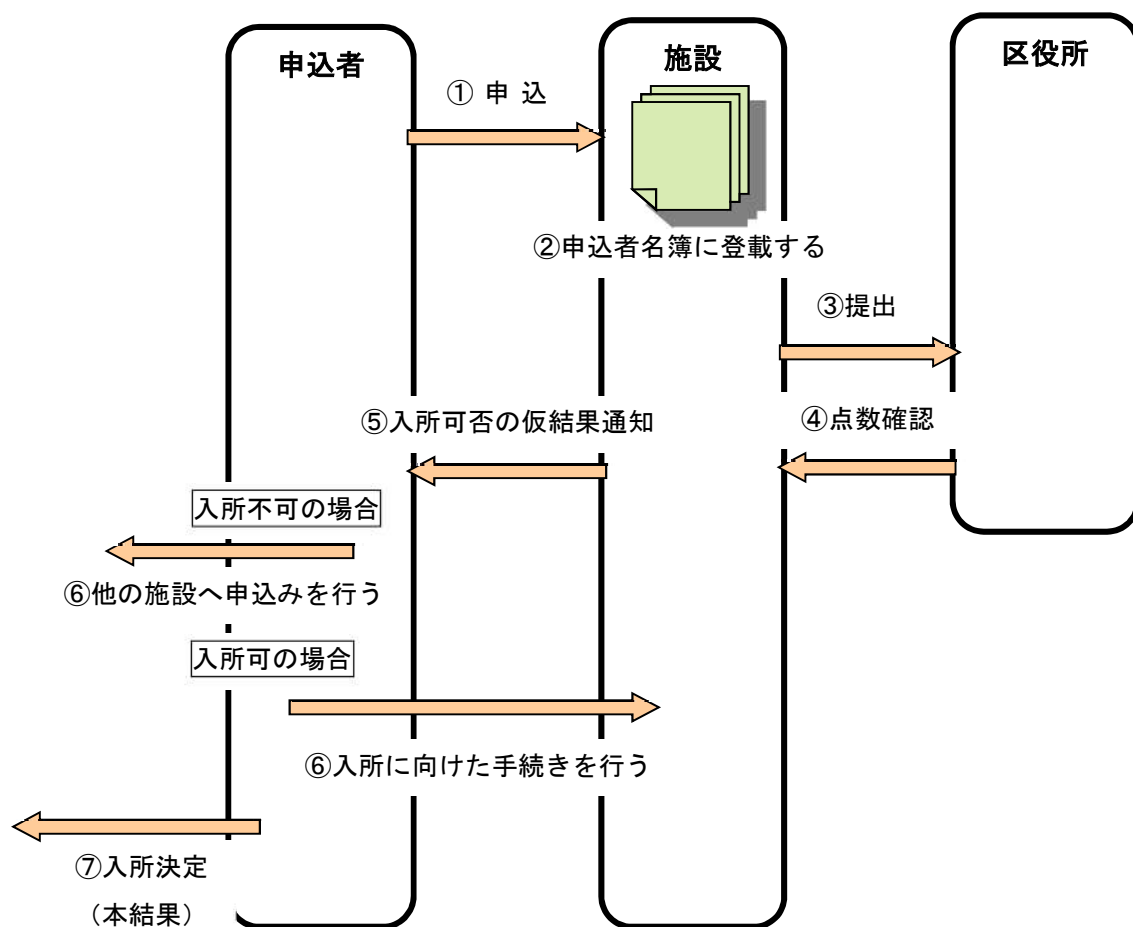 申込者
施設
区役所
① 申 込
②申込者名簿に登載する
③提出
④点数確認
⑤入所可否の仮結果通知
入所不可の場合
⑥他の施設へ申込みを行う
入所可の場合
⑥入所に向けた手続きを行う
⑦入所決定
（本結果）